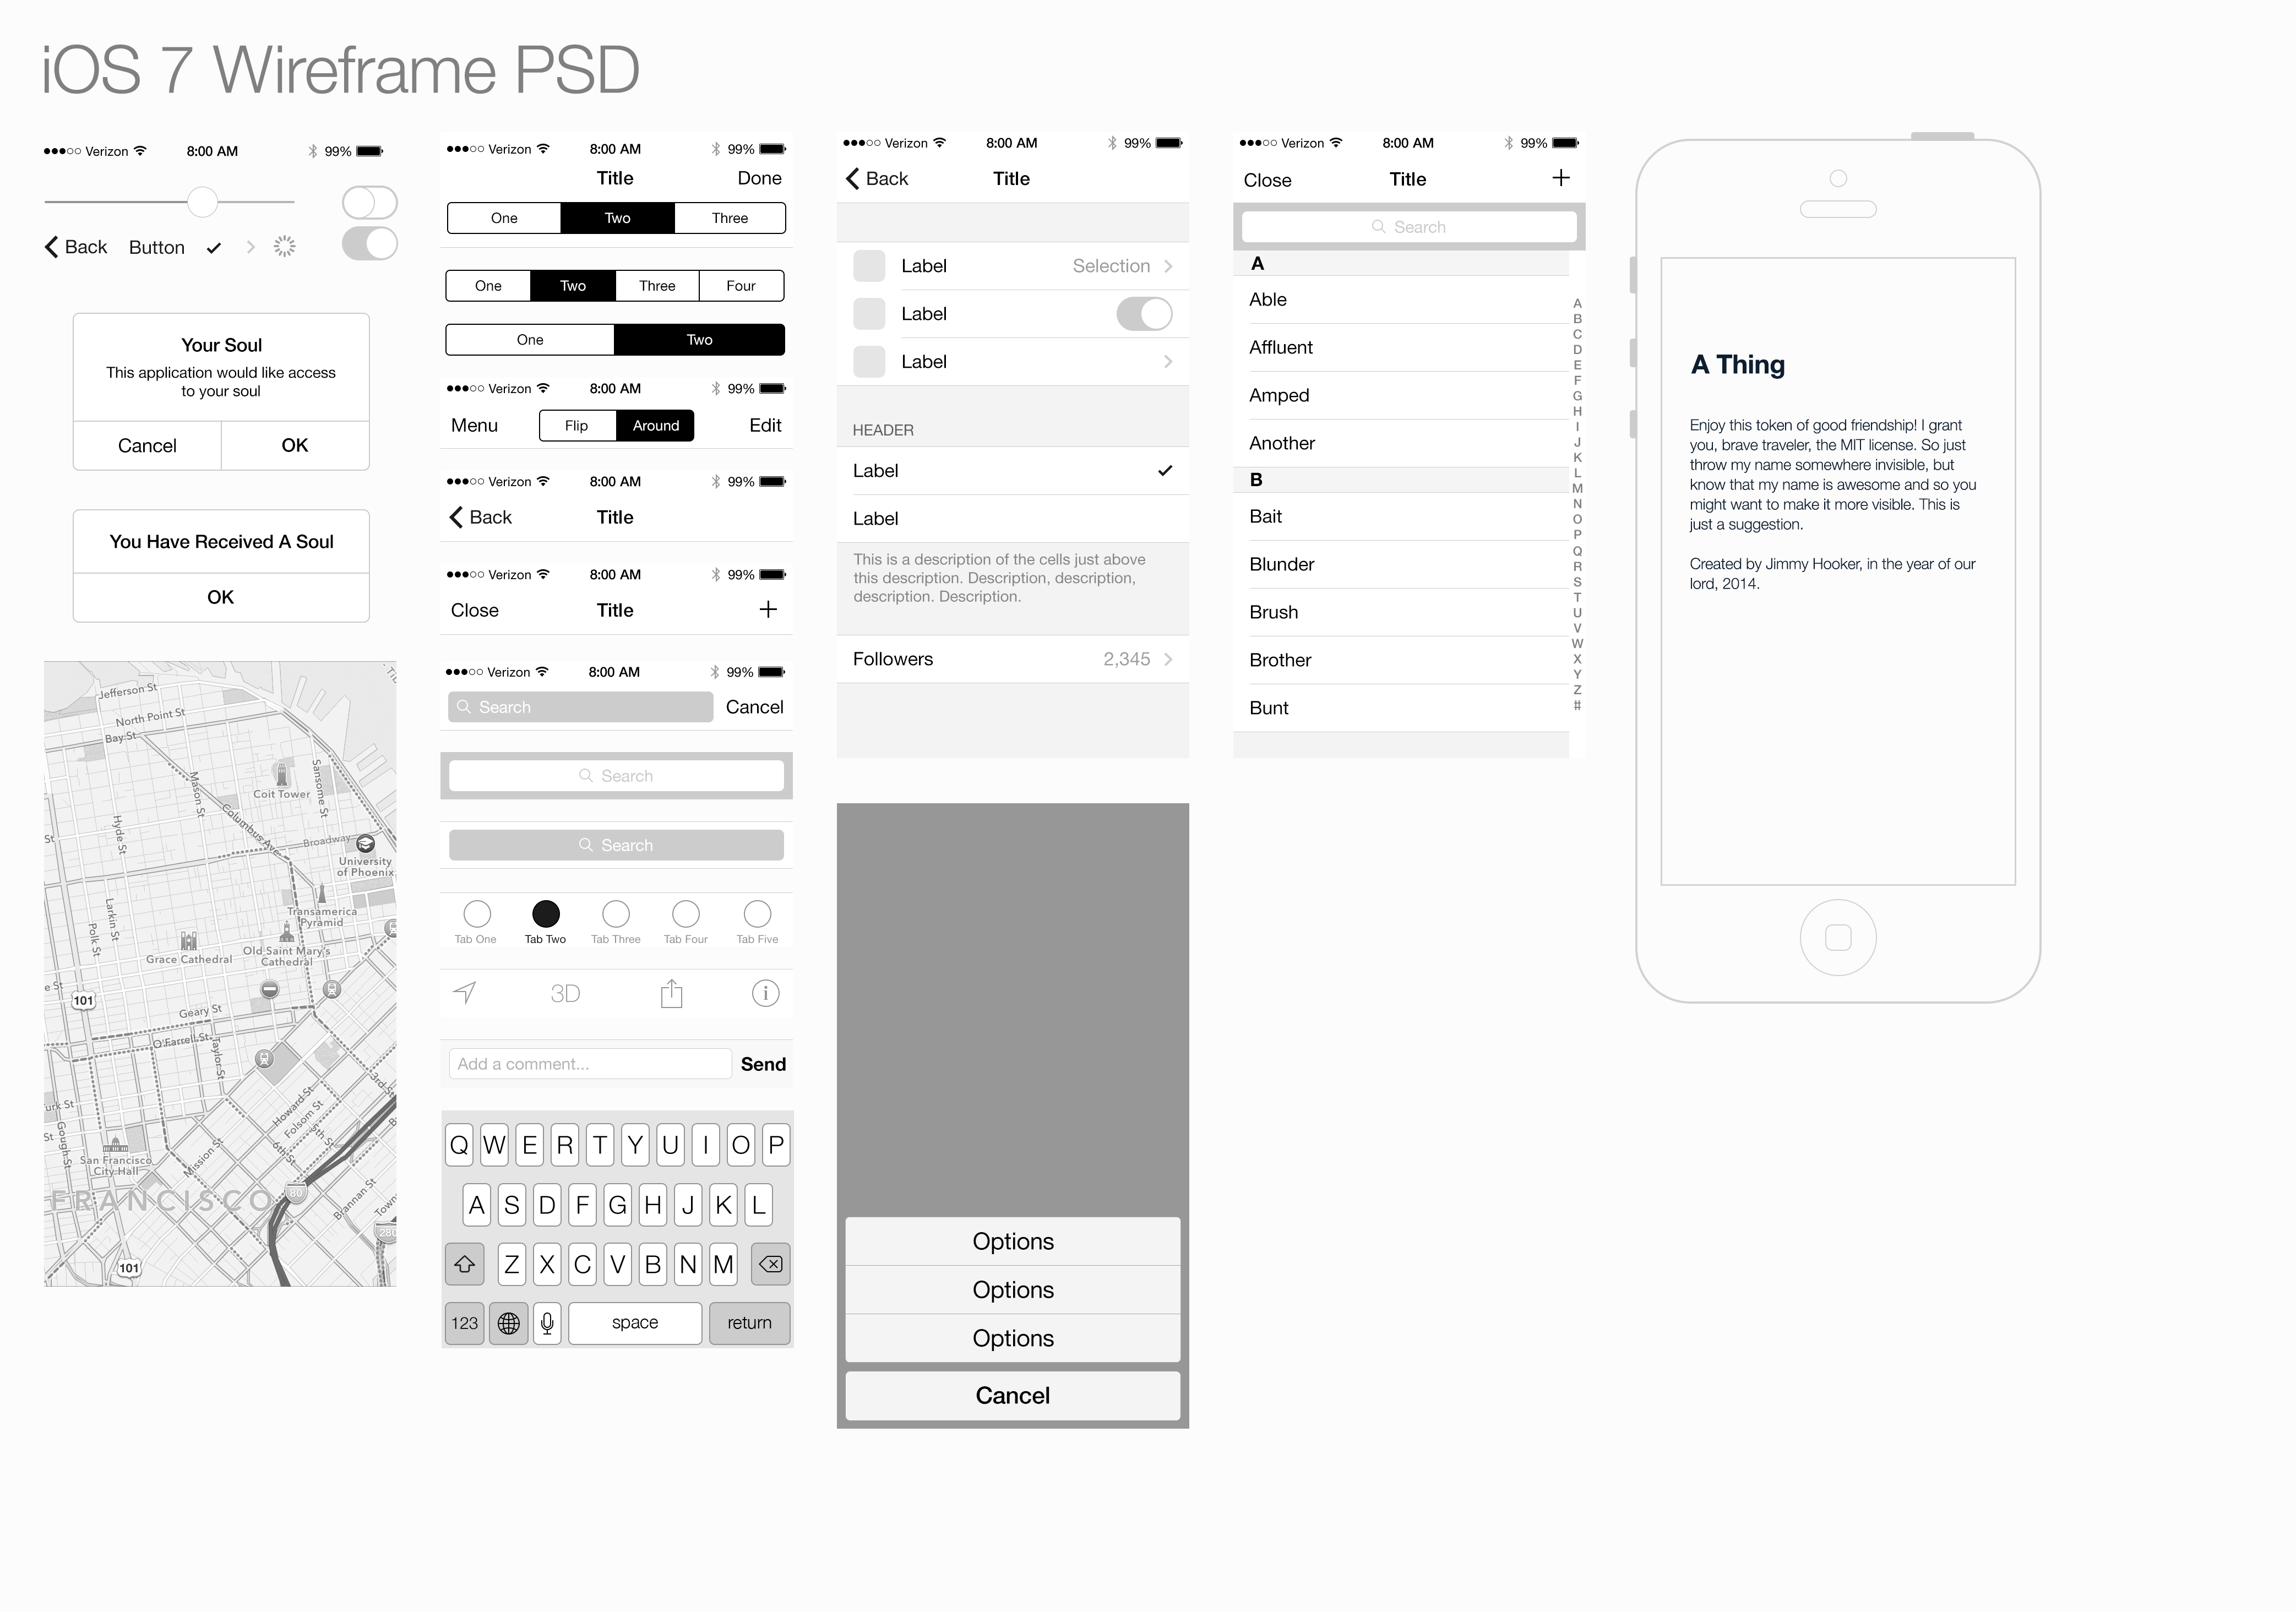 iOS 7 Wireframe PSD
Verizon 8:00 AM 99%
Back Button
Your Soul
This application would like access
to your soul
Cancel OK
You Have Received A Soul
OK
Jefferson St
North Point St
Bay St
Mason St
Sansome St
Coit Tower
Hyde St
Columbus Ave
Broadway
St
University
of Phoenix
Larkin St
Polk St
Transamerica
Pyramid
Grace Cathedral
Old Saint Mary's
Cathedral
e St
101
Geary St
O'Farrell St
Taylor St
3rd St
Howard St
Folsom St
5th St
6th St
urk St
St
Gough St
San Francisco
City Hall
Mission St
FRANCISCO
80
Brannan St
Town
280
101
Verizon 8:00 AM 99%
Title Done
One Two Three
One Two Three Four
One Two
Verizon 8:00 AM 99%
Menu Flip Around Edit
Verizon 8:00 AM 99%
Back Title
Verizon 8:00 AM 99%
Close Title +
Verizon 8:00 AM 99%
Search Cancel
Search
Search
Tab One Tab Two Tab Three Tab Four Tab Five
3D i
Add a comment... Send
Q W E R T Y U I O P
A S D F G H J K L
Z X C V B N M
123 space return
Verizon 8:00 AM 99%
Back Title
Label Selection
Label
Label
HEADER
Label
Label
This is a description of the cells just above
this description. Description, description,
description. Description.
Followers 2,345
Options
Options
Options
Cancel
Verizon 8:00 AM 99%
Close Title +
Search
A
Able
Affluent
Amped
Another
B
Bait
Blunder
Brush
Brother
Bunt
A
B
C
D
E
F
G
H
I
J
K
L
M
N
O
P
Q
R
S
T
U
V
W
X
Y
Z
#
A Thing
Enjoy this token of good friendship! I grant
you, brave traveler, the MIT license. So just
throw my name somewhere invisible, but
know that my name is awesome and so you
might want to make it more visible. This is
just a suggestion.
Created by Jimmy Hooker, in the year of our
lord, 2014.